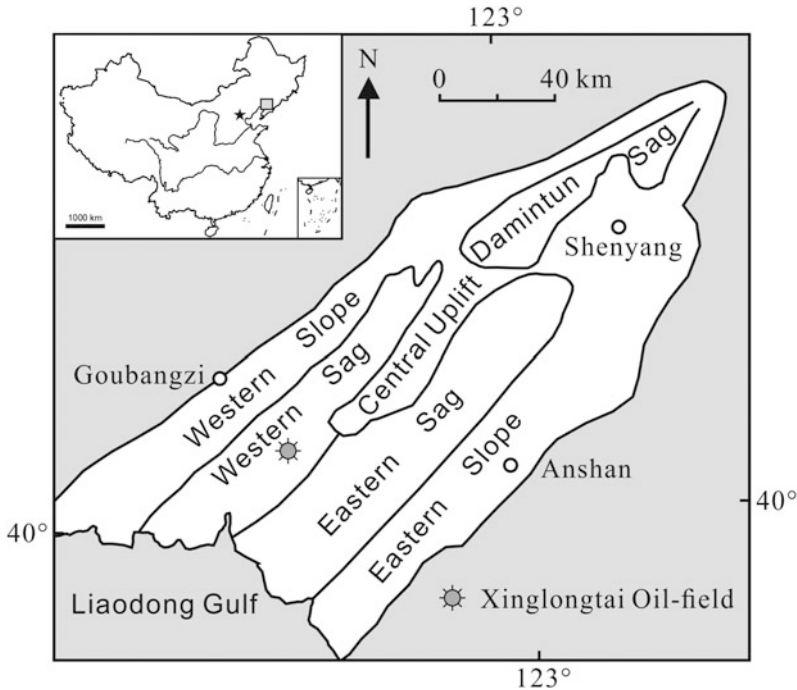 123°
N
0 40 km
1000 km
Damintun Sag
Shenyang
Western Slope
Central Uplift
Goubangzi
Western Sag
Eastern Sag
Anshan
Eastern Slope
40°
40°
Liaodong Gulf
Xinglongtai Oil-field
123°